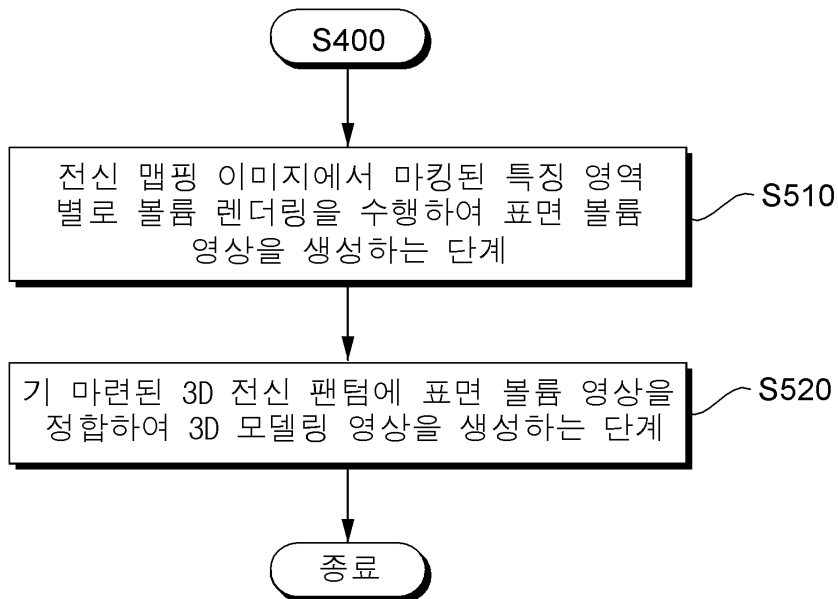 S400
전신 맵핑 이미지에서 마킹된 특징 영역
별로 볼륨 렌더링을 수행하여 표면 볼륨
영상을 생성하는 단계
S510
기 마련된 3D 전신 팬텀에 표면 볼륨 영상을
정합하여 3D 모델링 영상을 생성하는 단계
S520
종료